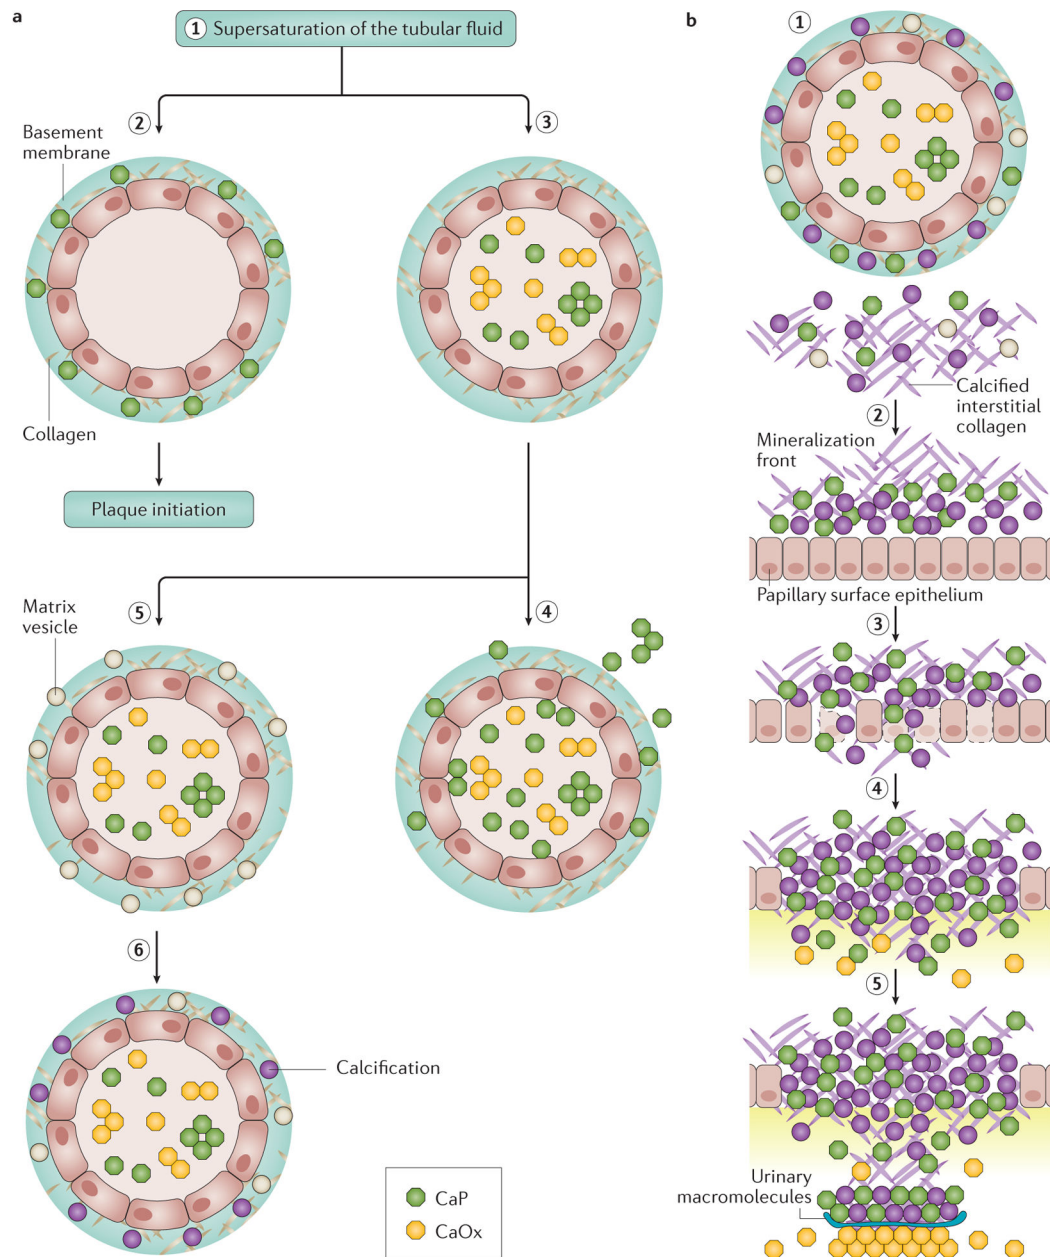 a
1 Supersaturation of the tubular fluid
2
3
Basement
membrane
Collagen
Plaque initiation
5
4
Matrix
vesicle
6
Calcification
CaP
CaOx
b
1
Calcified
interstitial
collagen
2
Mineralization
front
Papillary surface epithelium
3
4
5
Urinary
macromolecules